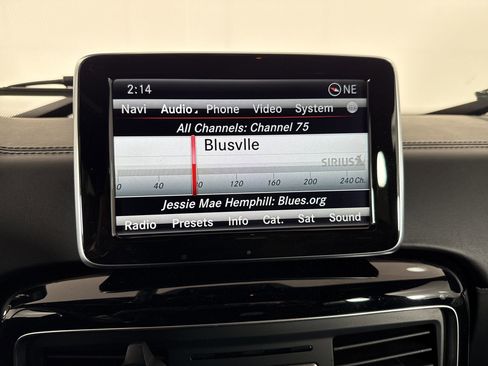 2:14 NE
Navi Audio Phone Video System
All Channels: Channel 75
Blusvlle
SIRIUS
0 40 120 160 200 240 Ch.
Jessie Mae Hemphill: Blues.org
Radio Presets Info Cat. Sat Sound